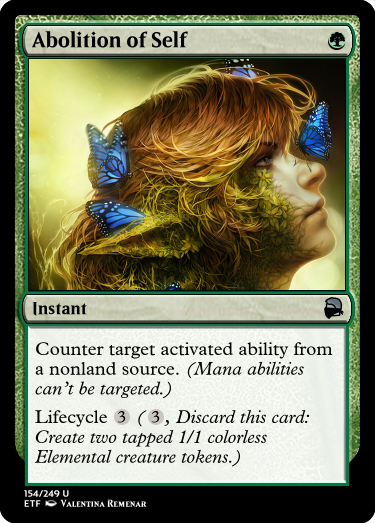 Abolition of Self
Instant
Counter target activated ability from
a nonland source. (Mana abilities
can't be targeted.)
Lifecycle 3 (3, Discard this card:
Create two tapped 1/1 colorless
Elemental creature tokens.)
154/249 U
ETF Valentina Remenar